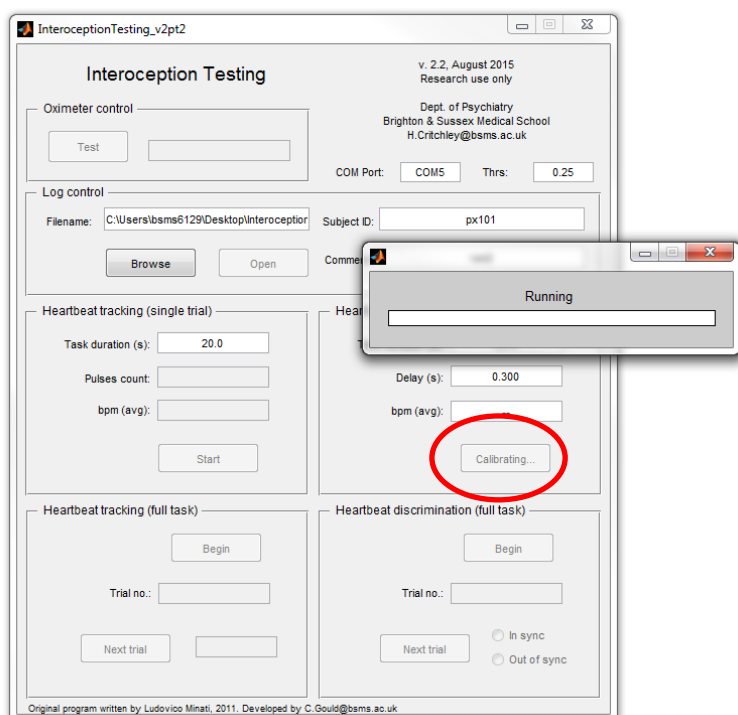 InteroceptionTesting_v2pt2
Interoception Testing
v. 2.2, August 2015
Research use only
Dept. of Psychiatry
Brighton & Sussex Medical School
H.Critchley@bsms.ac.uk
Oximeter control
Test
COM Port: COM5 Thrs: 0.25
Log control
Filename: C:\Users\bsms6129\Desktop\Interoception Subject ID: px101
Browse Open
Running
Heartbeat tracking (single trial)
Task duration (s): 20.0
Pulses count:
bpm (avg):
Start
Delay (s): 0.300
bpm (avg): --
Calibrating...
Heartbeat tracking (full task)
Begin
Trial no.:
Next trial
Heartbeat discrimination (full task)
Begin
Trial no.:
Next trial
In sync
Out of sync
Original program written by Ludovico Minati, 2011. Developed by C.Gould@bsms.ac.uk